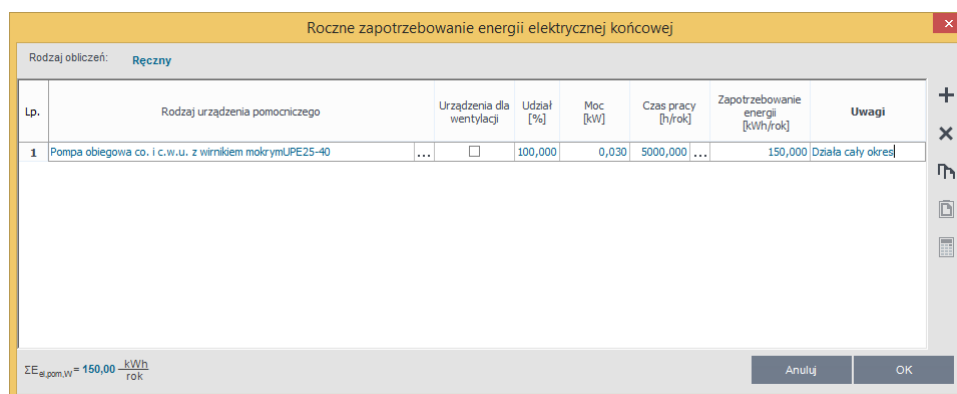 Roczne zapotrzebowanie energii elektrycznej końcowej
Rodzaj obliczeń: Ręczny
Lp. Rodzaj urządzenia pomocniczego Urządzenia dla wentylacji Udział [%] Moc [kW] Czas pracy [h/rok] Zapotrzebowanie energii [kWh/rok] Uwagi
1 Pompa obiegowa co. i c.w.u. z wirnikiem mokrymUPE25-40 ... 100,000 0,030 5000,000 ... 150,000 Działa cały okres
ΣEel,pom,W= 150,00 kWh
rok
Anuluj OK